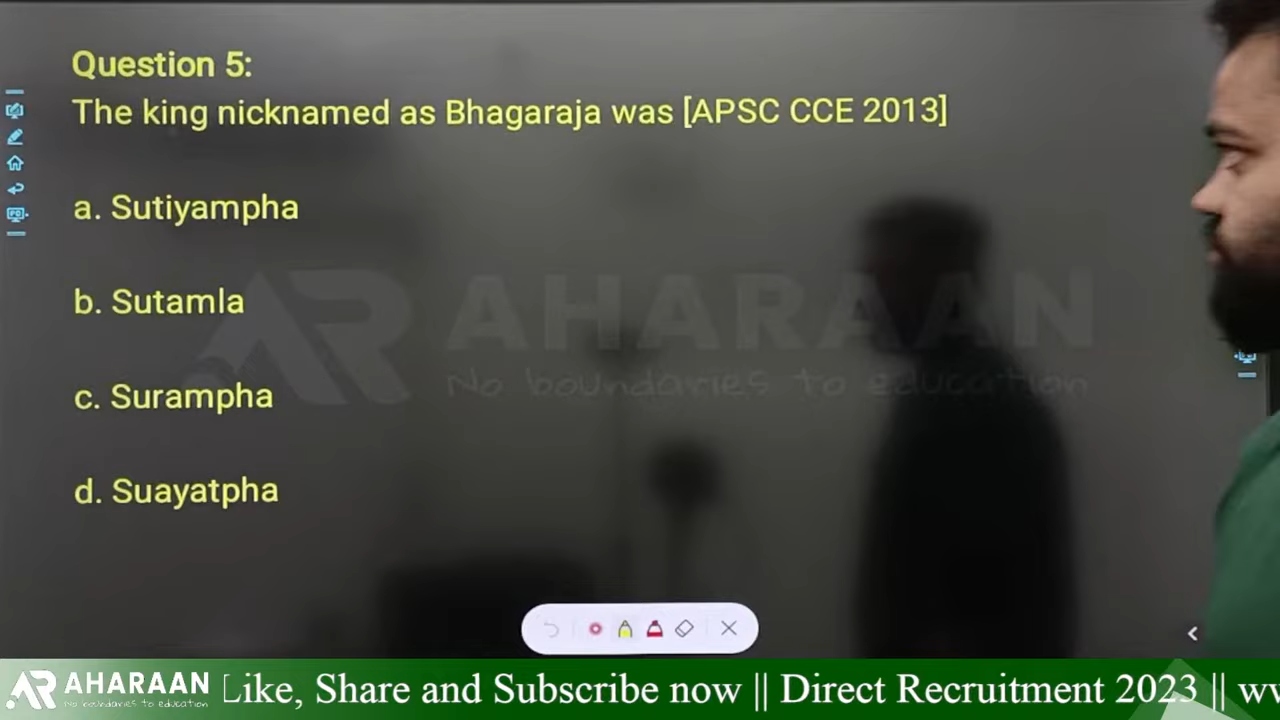 Question 5:
The king nicknamed as Bhagaraja was [APSC CCE 2013]
a. Sutiyampha
b. Sutamla
c. Surampha
d. Suayatpha
AHARAAN
No boundaries to education
AHARAAN
No boundaries to education
Like, Share and Subscribe now || Direct Recruitment 2023 || ww